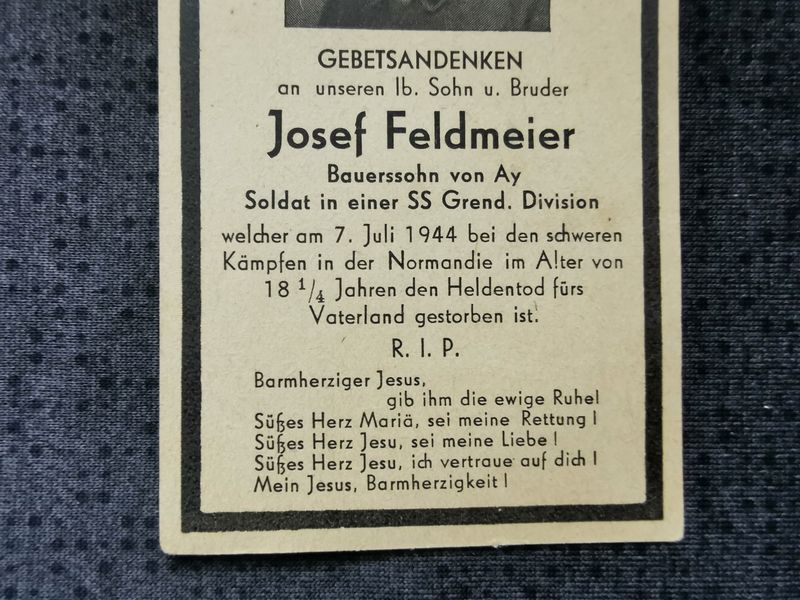 GEBETSANDENKEN
an unseren lb. Sohn u. Bruder
Josef Feldmeier
Bauerssohn von Ay
Soldat in einer SS Grend. Division
welcher am 7. Juli 1944 bei den schweren
Kämpfen in der Normandie im Alter von
18 1/4 Jahren den Heldentod fürs
Vaterland gestorben ist.
R. I. P.
Barmherziger Jesus,
gib ihm die ewige Ruhe!
Süßes Herz Mariä, sei meine Rettung!
Süßes Herz Jesu, sei meine Liebe!
Süßes Herz Jesu, ich vertraue auf dich!
Mein Jesus, Barmherzigkeit!